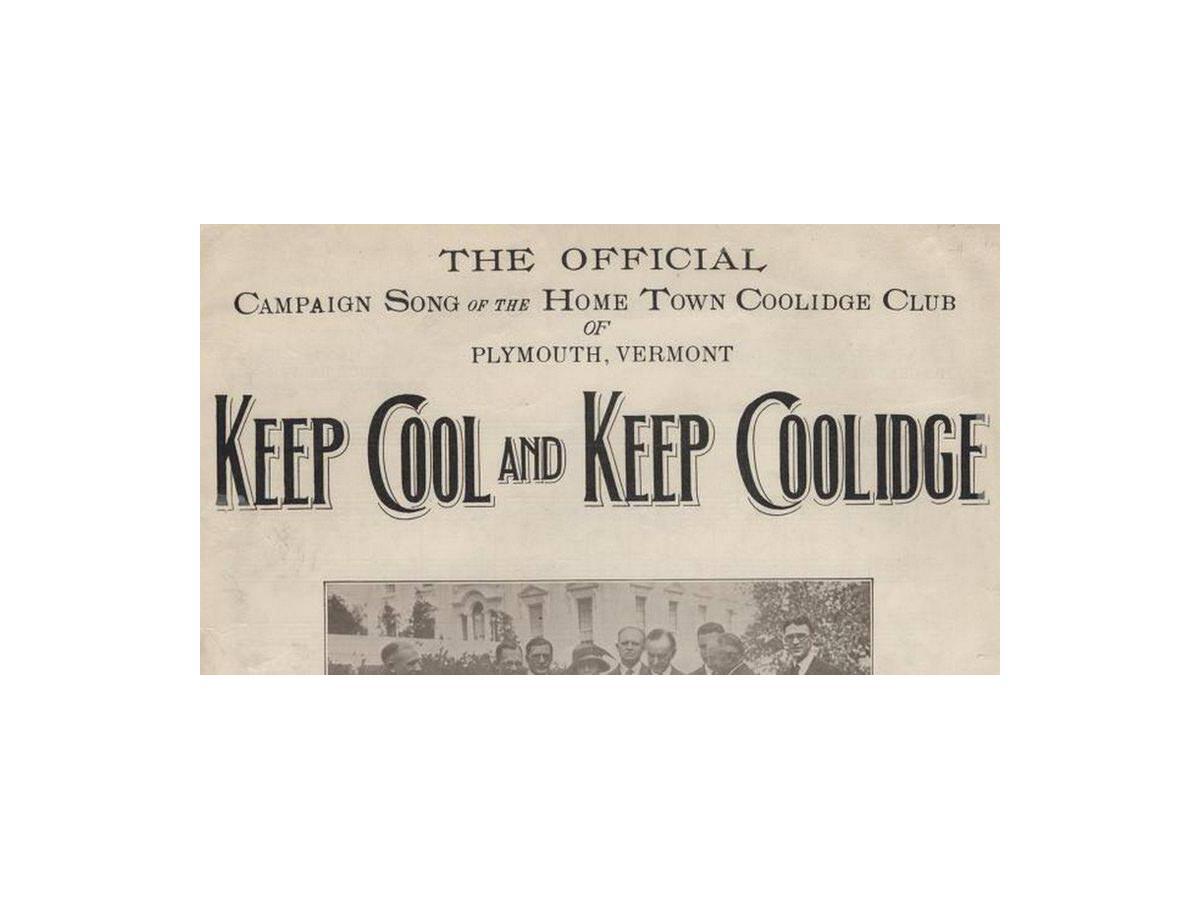 THE OFFICIAL
CAMPAIGN SONG OF THE HOME TOWN COOLIDGE CLUB
OF
PLYMOUTH, VERMONT
KEEP COOL AND KEEP COOLIDGE